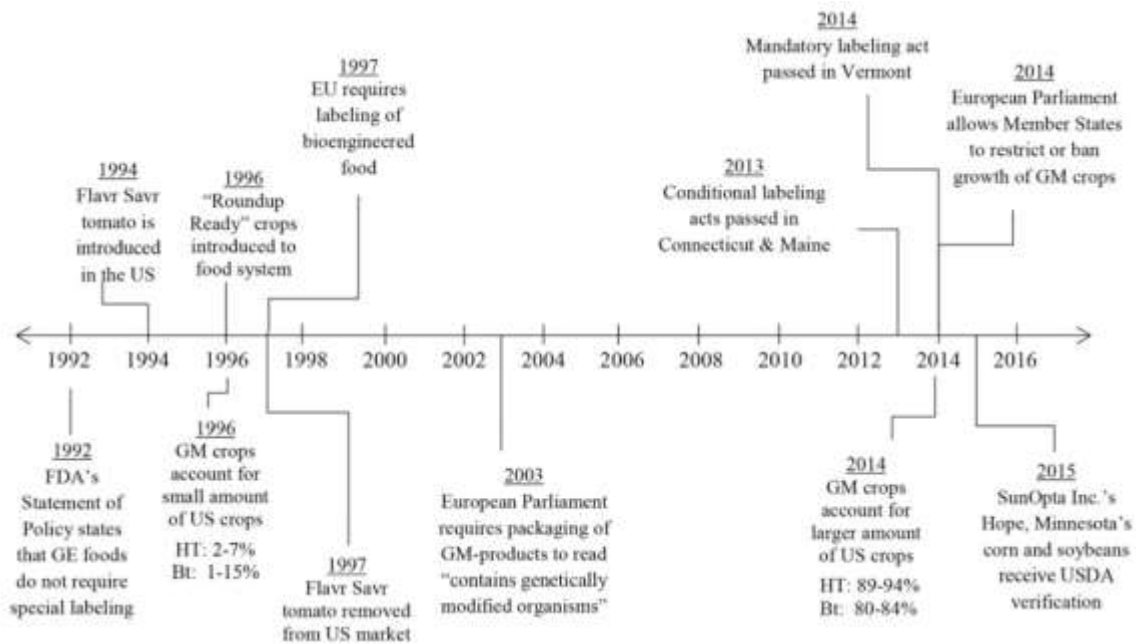 2014
Mandatory labeling act
passed in Vermont
1997
EU requires
labeling of
bioengineered
food
2014
European Parliament
allows Member States
to restrict or ban
growth of GM crops
1994
Flavr Savr
tomato is
introduced
in the US
1996
“Roundup
Ready” crops
introduced to
food system
2013
Conditional labeling
acts passed in
Connecticut & Maine
1992 1994 1996 1998 2000 2002 2004 2006 2008 2010 2012 2014 2016
1992
FDA’s
Statement of
Policy states
that GE foods
do not require
special labeling
1996
GM crops
account for
small amount
of US crops
HT: 2-7%
Bt: 1-15%
1997
Flavr Savr
tomato removed
from US market
2003
European Parliament
requires packaging of
GM-products to read
“contains genetically
modified organisms”
2014
GM crops
account for
larger amount
of US crops
HT: 89-94%
Bt: 80-84%
2015
SunOpta Inc.’s
Hope, Minnesota’s
corn and soybeans
receive USDA
verification